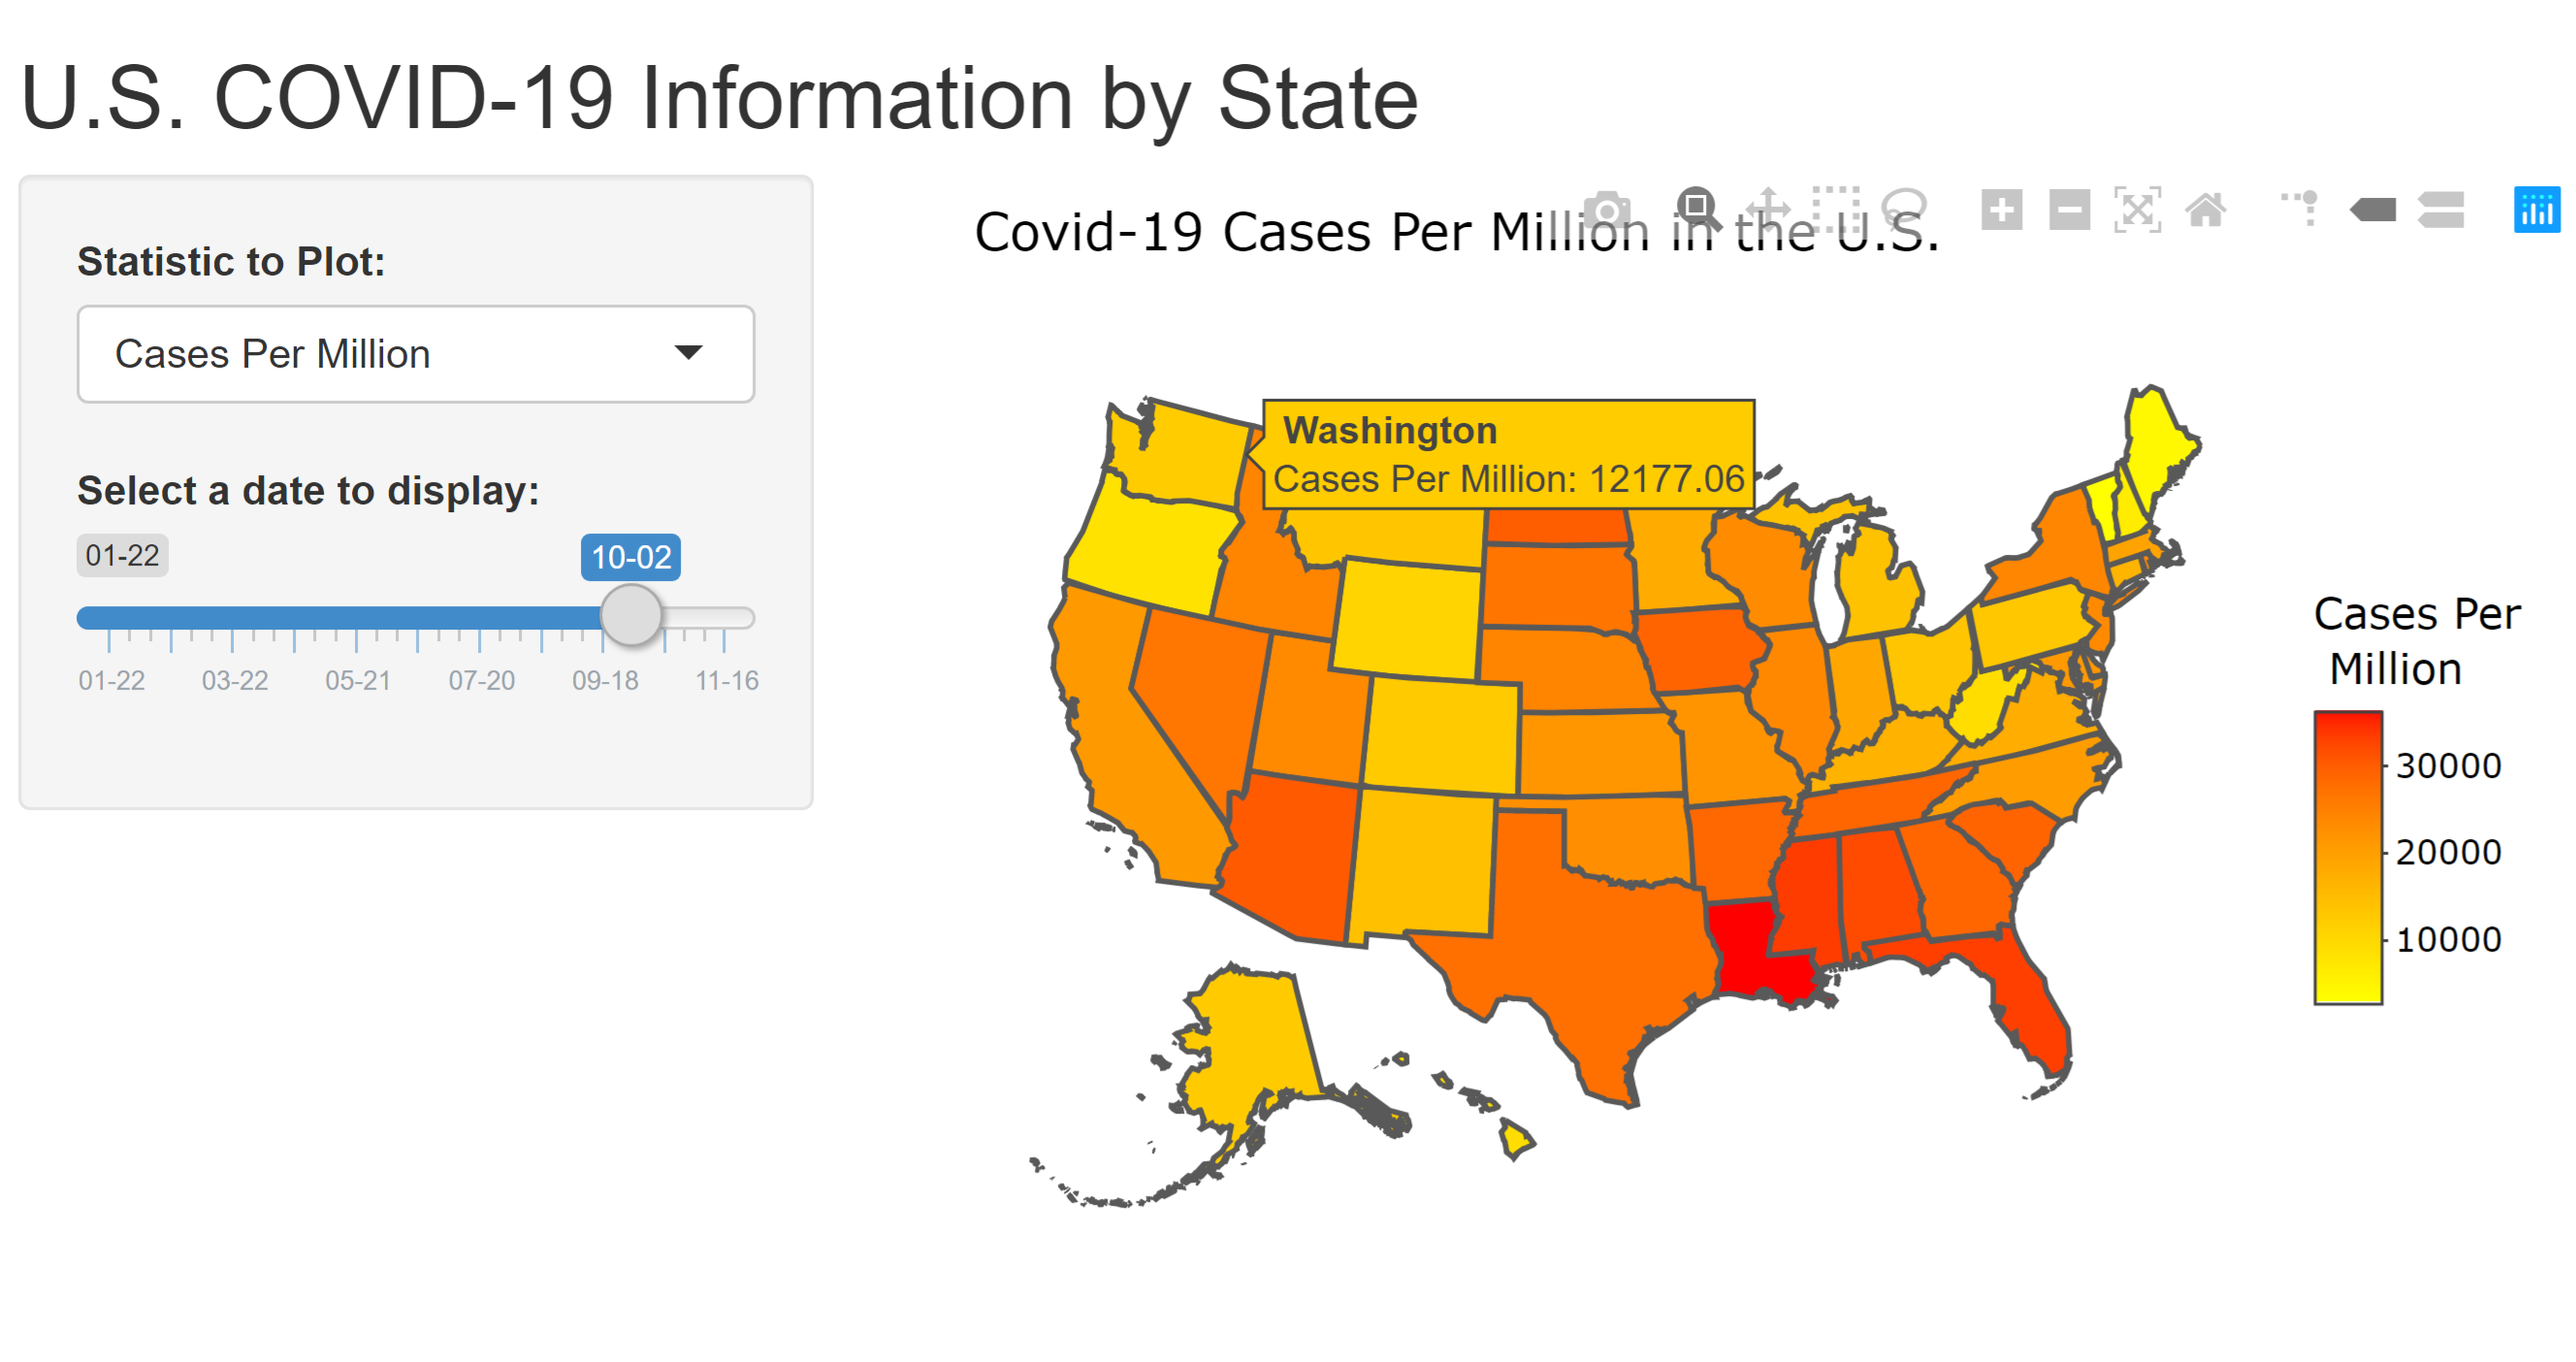 U.S. COVID-19 Information by State
Statistic to Plot:
Cases Per Million
Select a date to display:
01-22
10-02
01-22 03-22 05-21 07-20 09-18 11-16
Covid-19 Cases Per Million in the U.S.
Washington
Cases Per Million: 12177.06
Cases Per
Million
30000
20000
10000